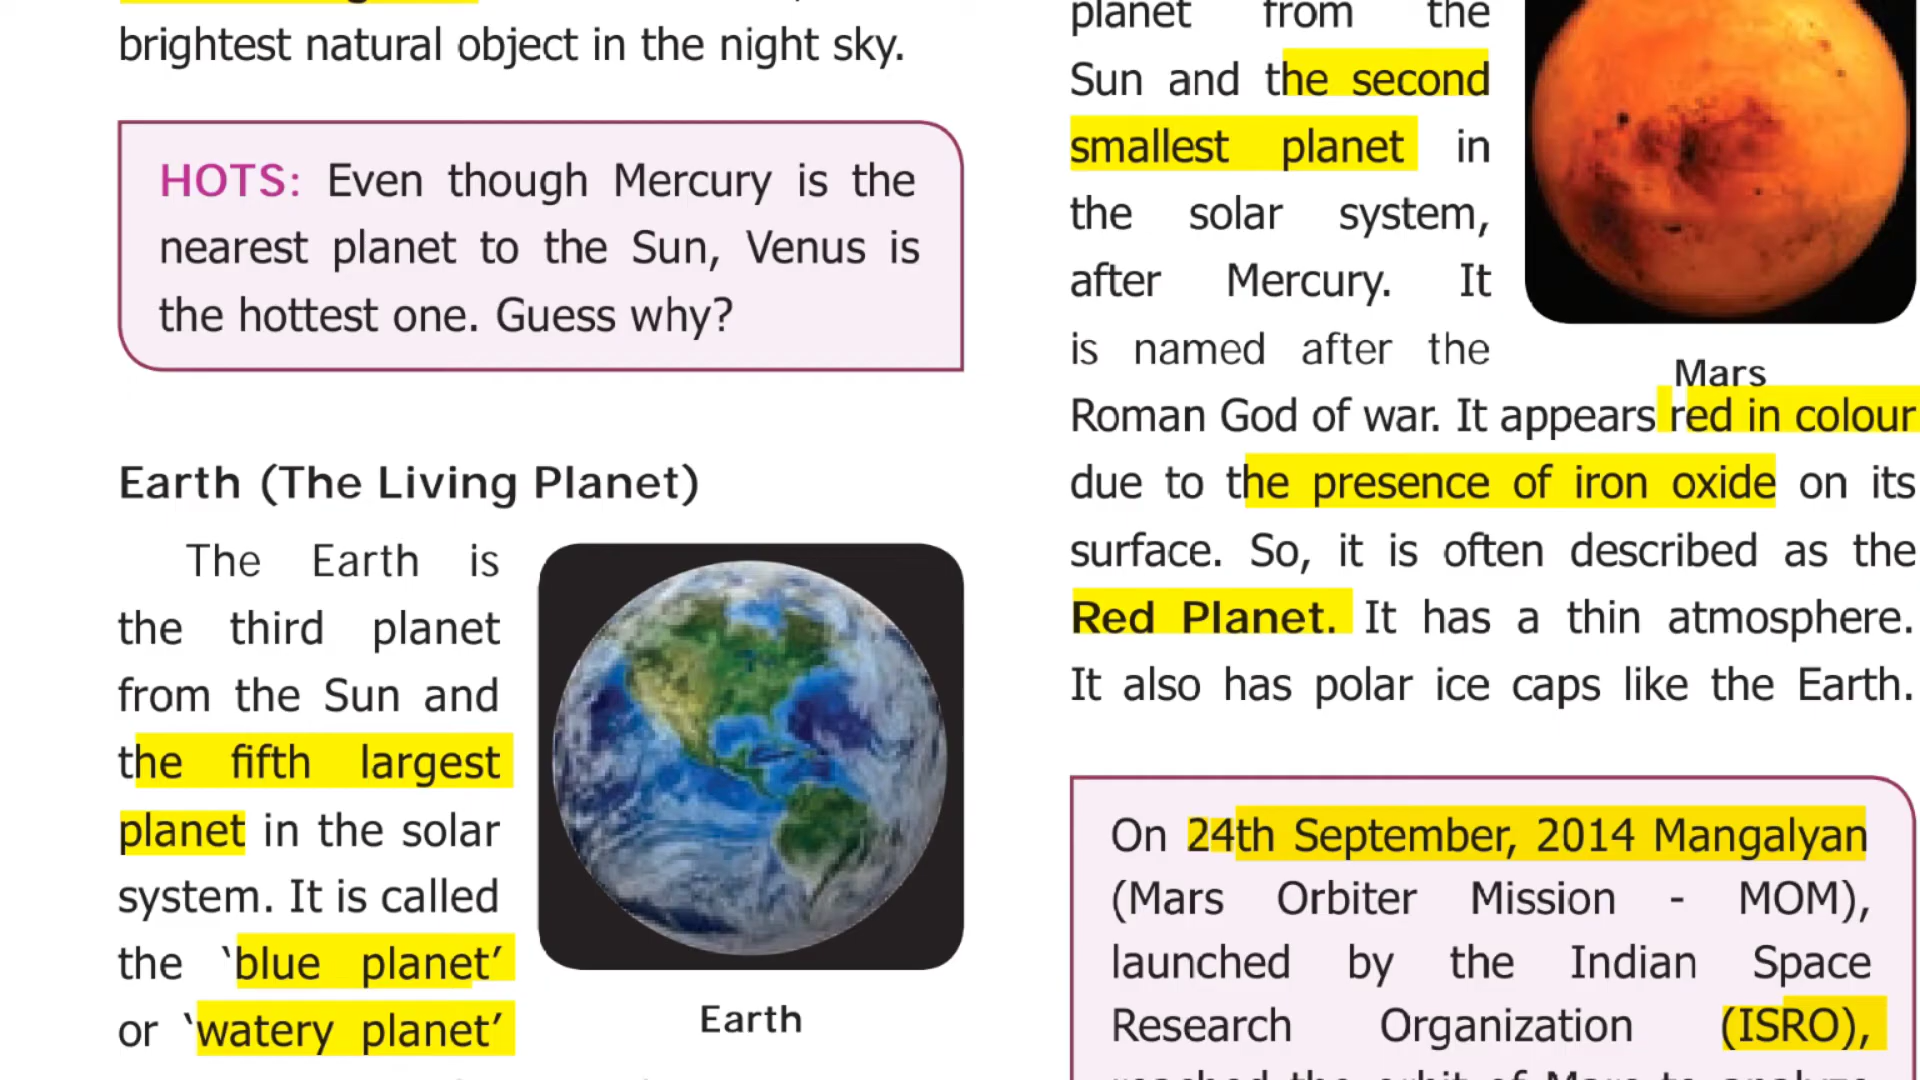 brightest natural object in the night sky.
HOTS: Even though Mercury is the
nearest planet to the Sun, Venus is
the hottest one. Guess why?
Earth (The Living Planet)
The Earth is
the third planet
from the Sun and
the fifth largest
planet in the solar
system. It is called
the ‘blue planet’
or ‘watery planet’
Earth
planet from the
Sun and the second
smallest planet in
the solar system,
after Mercury. It
is named after the
Mars
Roman God of war. It appears red in colour
due to the presence of iron oxide on its
surface. So, it is often described as the
Red Planet. It has a thin atmosphere.
It also has polar ice caps like the Earth.
On 24th September, 2014 Mangalyan
(Mars Orbiter Mission - MOM),
launched by the Indian Space
Research Organization (ISRO),
reached the orbit of Mars to analyze